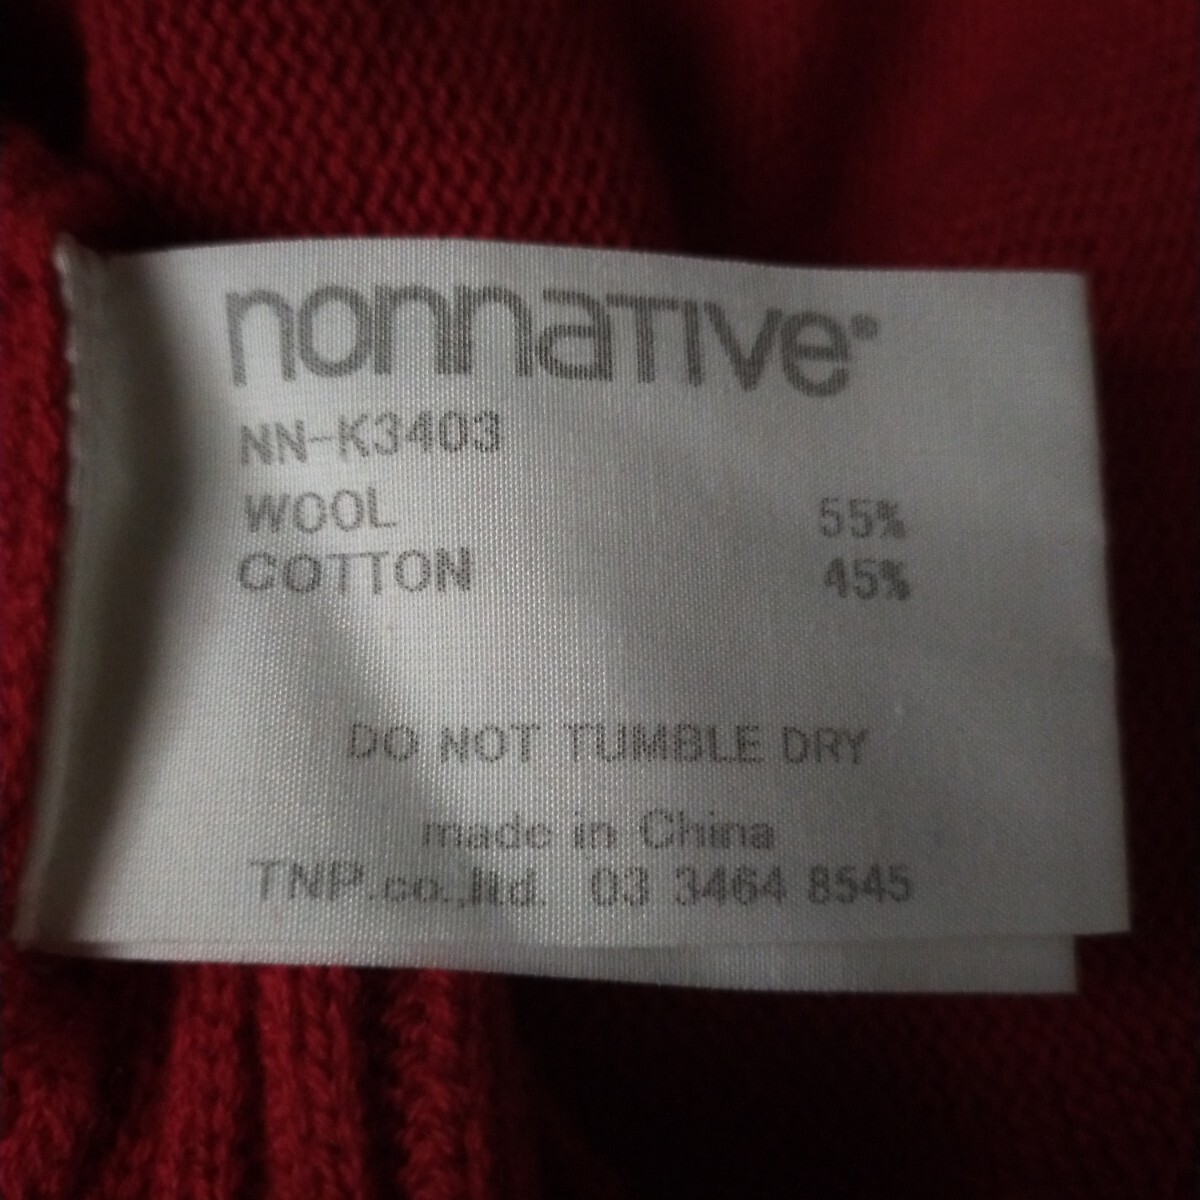 nonnaTIVe®
NN-K3403
WOOL 55%
COTTON 45%
DO NOT TUMBLE DRY
made in China
TNP.co.,ltd. 03 3464 8545